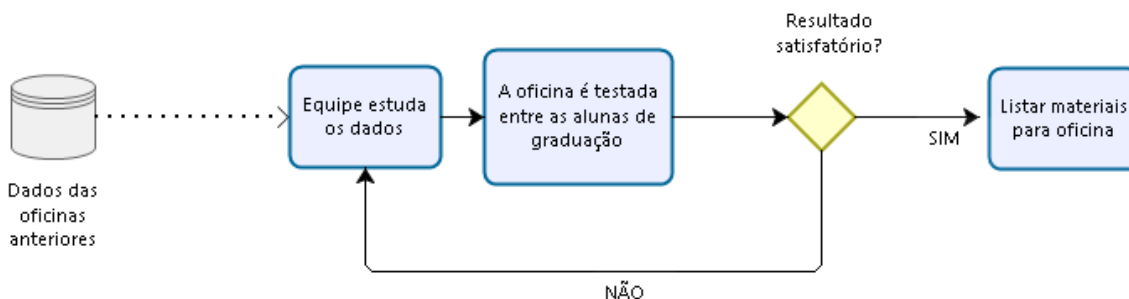 Dados das
oficinas
anteriores
Equipe estuda
os dados
A oficina é testada
entre as alunas de
graduação
Resultado
satisfatório?
SIM
NÃO
Listar materiais
para oficina